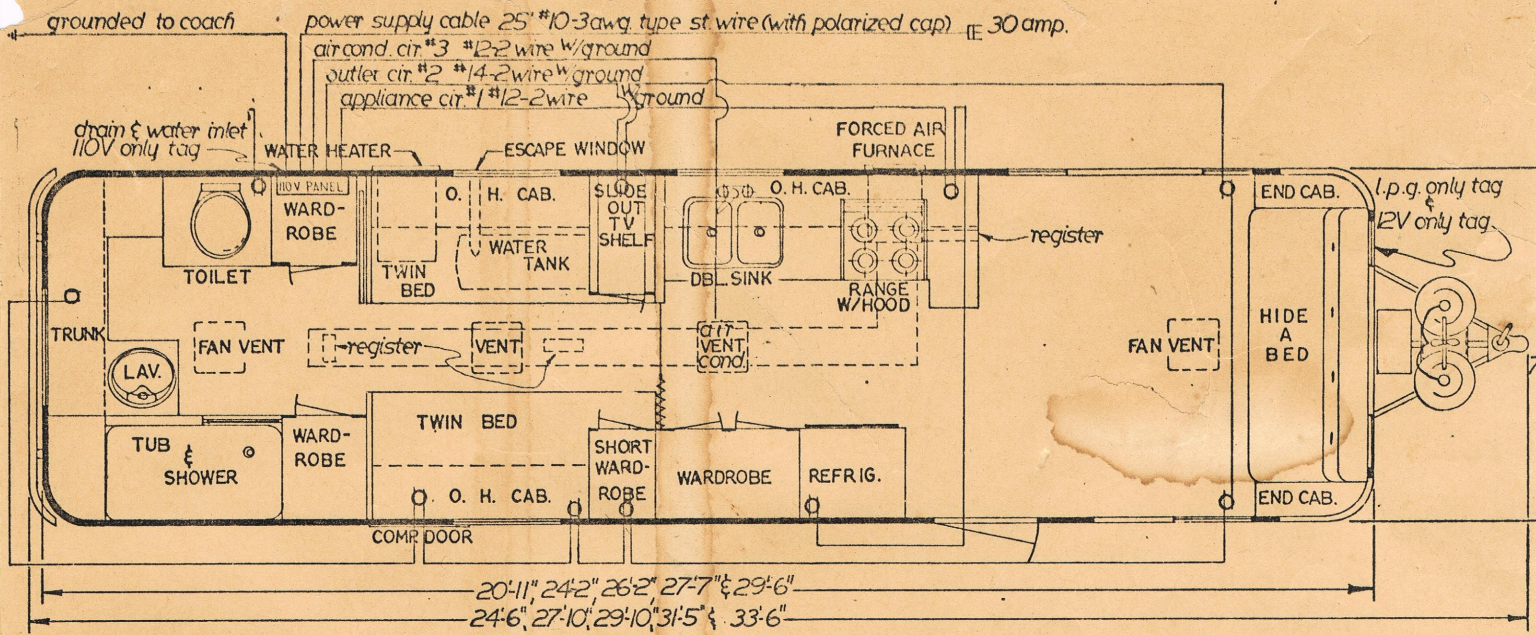 grounded to coach
power supply cable 25' #10-3 awg. type st. wire (with polarized cap) 30 amp.
air cond. cir. #3 #12-2 wire w/ground
outlet cir. #2 #14-2 wire w/ground
appliance cir. #1 #12-2 wire w/ground
drain & water inlet
110V only tag
WATER HEATER
ESCAPE WINDOW
FORCED AIR
FURNACE
110V PANEL
WARD-
ROBE
TOILET
O. H. CAB.
WATER
TANK
TWIN
BED
SLIDE
OUT
TV
SHELF
O. H. CAB.
DBL. SINK
RANGE
W/HOOD
register
END CAB.
l.p.g. only tag
&
12V only tag
TRUNK
FAN VENT
register
VENT
air
VENT
cond.
FAN VENT
HIDE
A
BED
LAV.
TUB
&
SHOWER
WARD-
ROBE
TWIN BED
O. H. CAB.
SHORT
WARD-
ROBE
WARDROBE
REFRIG.
END CAB.
COMP. DOOR
20'-11", 24'-2", 26'-2", 27'-7" & 29'-6"
24'-6", 27'-10", 29'-10", 31'-5" & 33'-6"